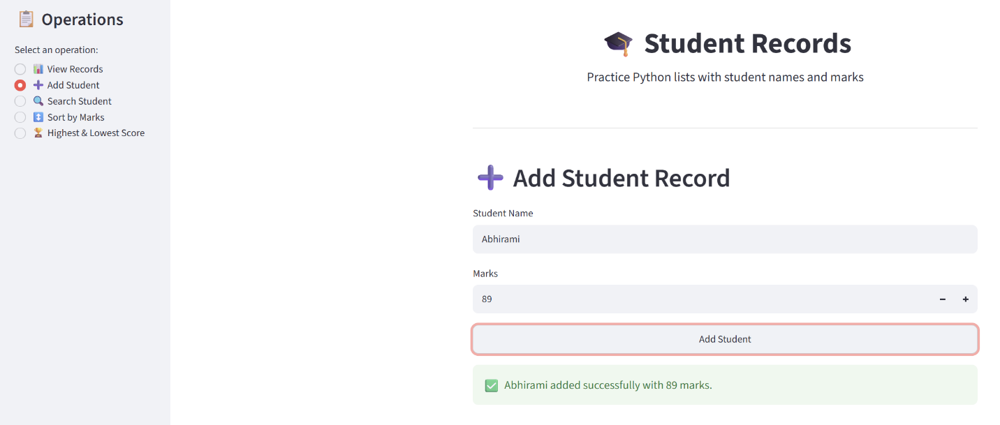 Operations
Select an operation:
View Records
Add Student
Search Student
Sort by Marks
Highest & Lowest Score
Student Records
Practice Python lists with student names and marks
Add Student Record
Student Name
Abhirami
Marks
89
Add Student
Abhirami added successfully with 89 marks.